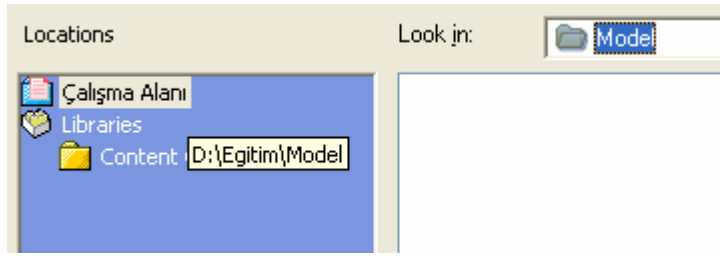 Locations
Look in:
Model
Çalışma Alanı
Libraries
Content
D:\Egitim\Model